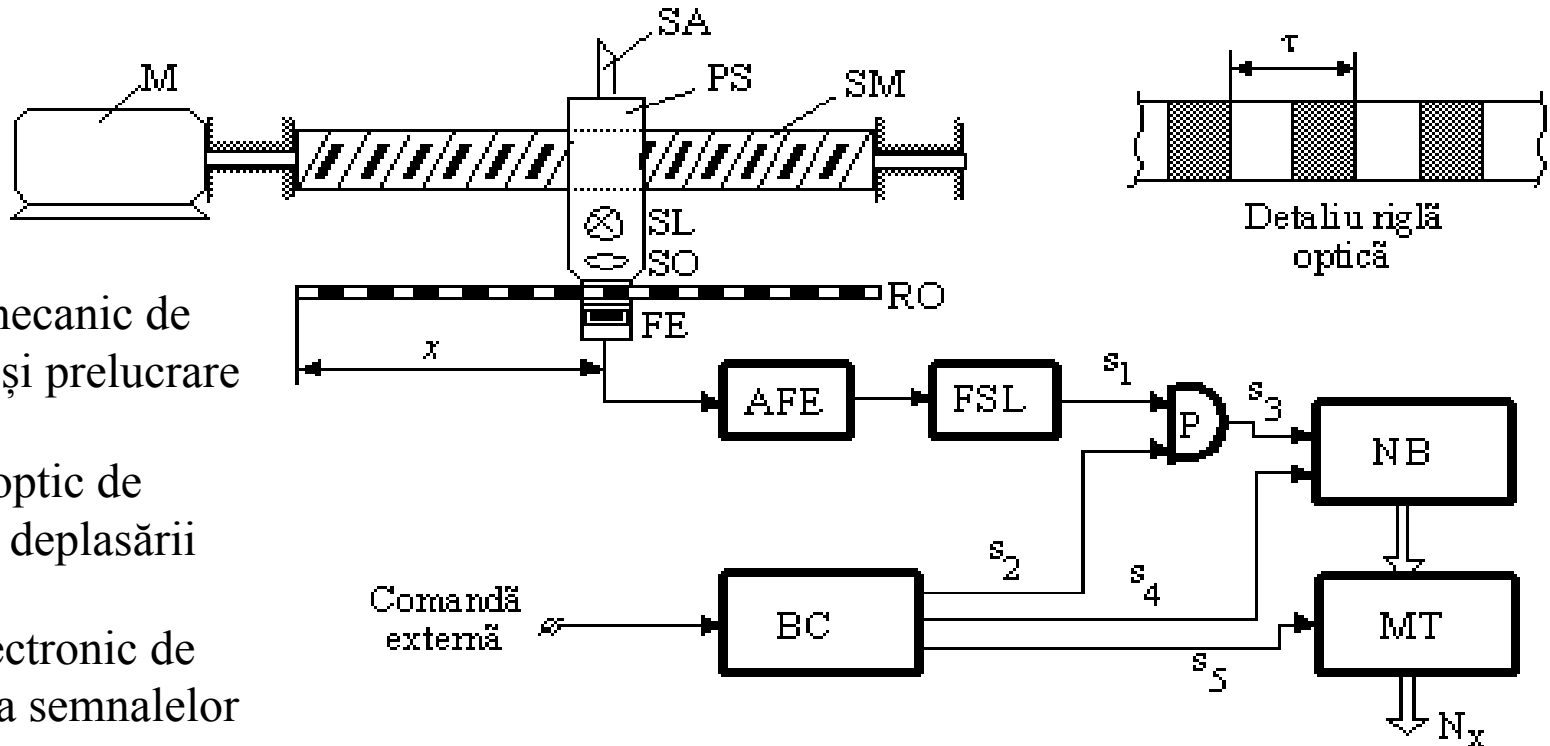 SA
M
PS
SM
τ
SL
SO
Detaliu riglă
optică
RO
FE
mecanic de
și prelucrare
x
AFE
FSL
s1
P
s3
NB
optic de
deplasării
s2
s4
Comandă
externă
BC
MT
s5
ectronic de
a semnalelor
Nx